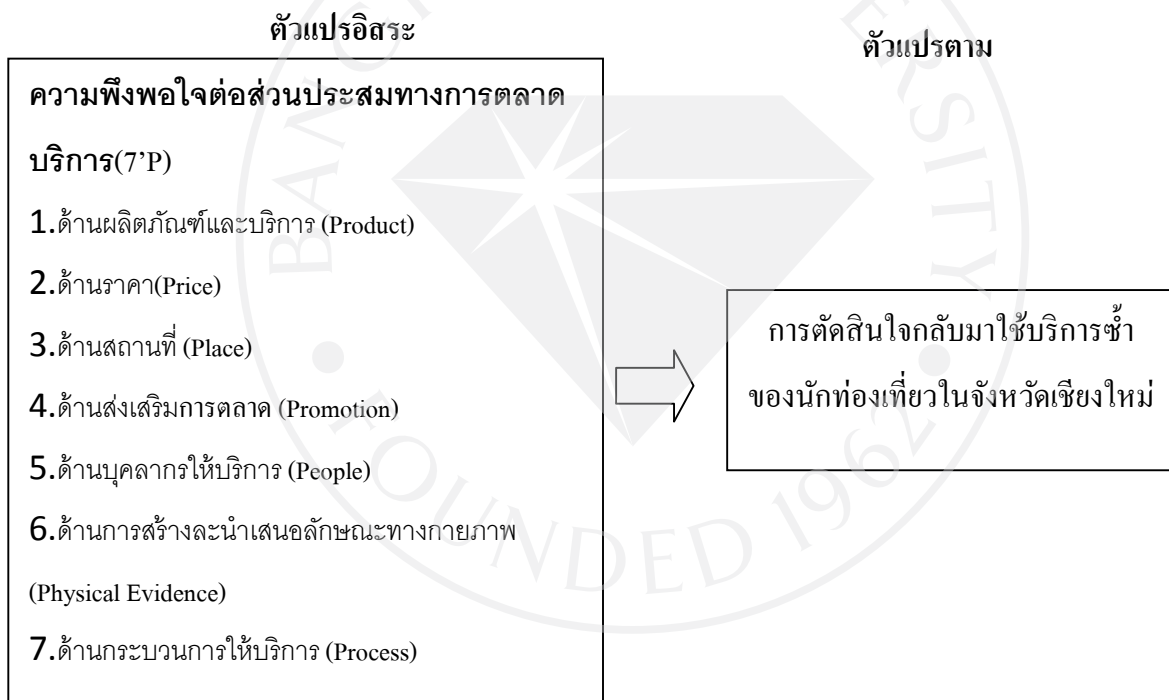 ตัวแปรอิสระ
ตัวแปรตาม
ความพึงพอใจต่อส่วนประสมทางการตลาด
บริการ(7’P)
1.ด้านผลิตภัณฑ์และบริการ (Product)
2.ด้านราคา(Price)
3.ด้านสถานที่ (Place)
4.ด้านส่งเสริมการตลาด (Promotion)
5.ด้านบุคลากรให้บริการ (People)
6.ด้านการสร้างละนำเสนอลักษณะทางกายภาพ
(Physical Evidence)
7.ด้านกระบวนการให้บริการ (Process)
การตัดสินใจกลับมาใช้บริการซ้ำ
ของนักท่องเที่ยวในจังหวัดเชียงใหม่
FOUNDED 1962